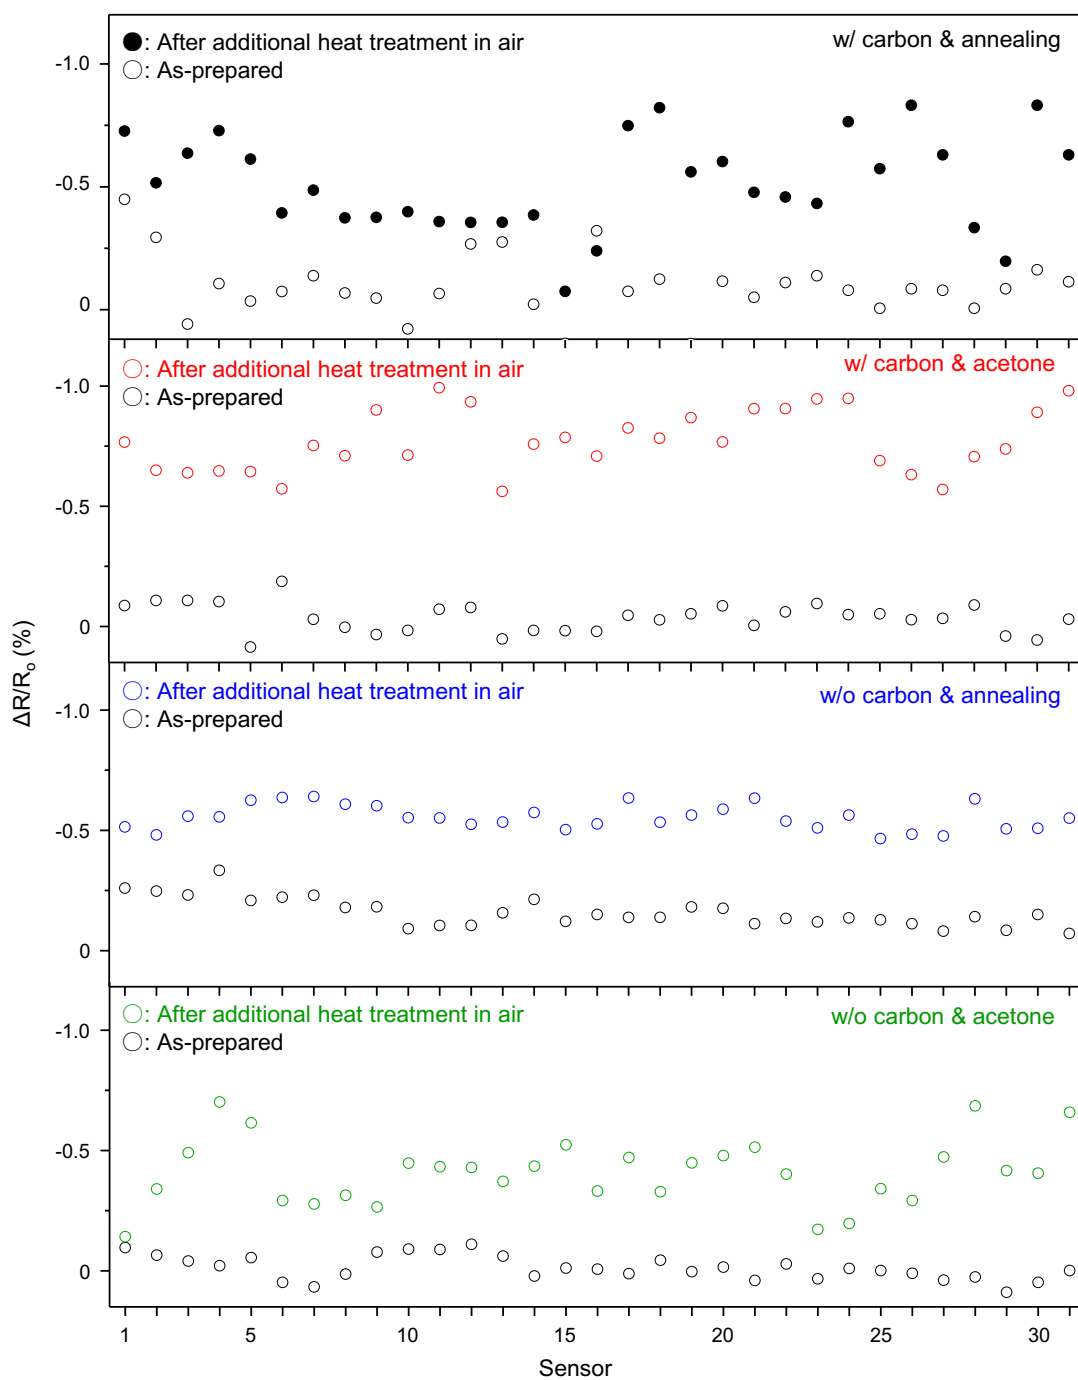 ●: After additional heat treatment in air
○: As-prepared
w/ carbon & annealing
-1.0
-0.5
0
○: After additional heat treatment in air
○: As-prepared
w/ carbon & acetone
-1.0
-0.5
0
○: After additional heat treatment in air
○: As-prepared
w/o carbon & annealing
-1.0
-0.5
0
○: After additional heat treatment in air
○: As-prepared
w/o carbon & acetone
-1.0
-0.5
0
ΔR/Ro (%)
1 5 10 15 20 25 30
Sensor